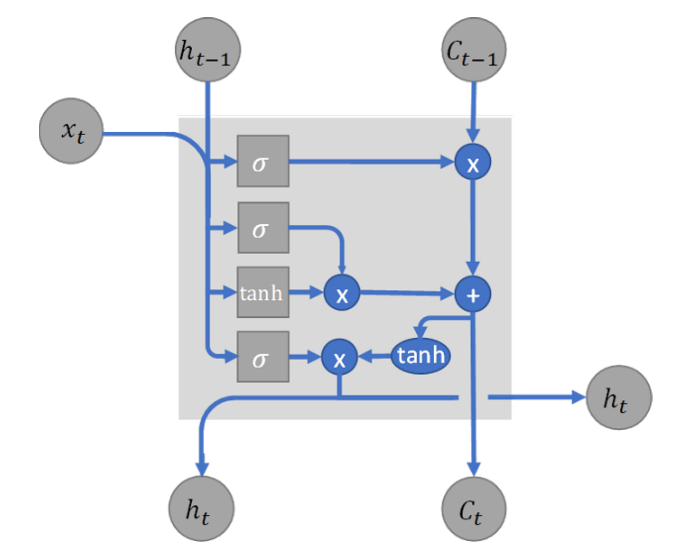 h_{t-1}
C_{t-1}
x_t
σ
x
σ
tanh
x
+
σ
x
tanh
h_t
h_t
C_t